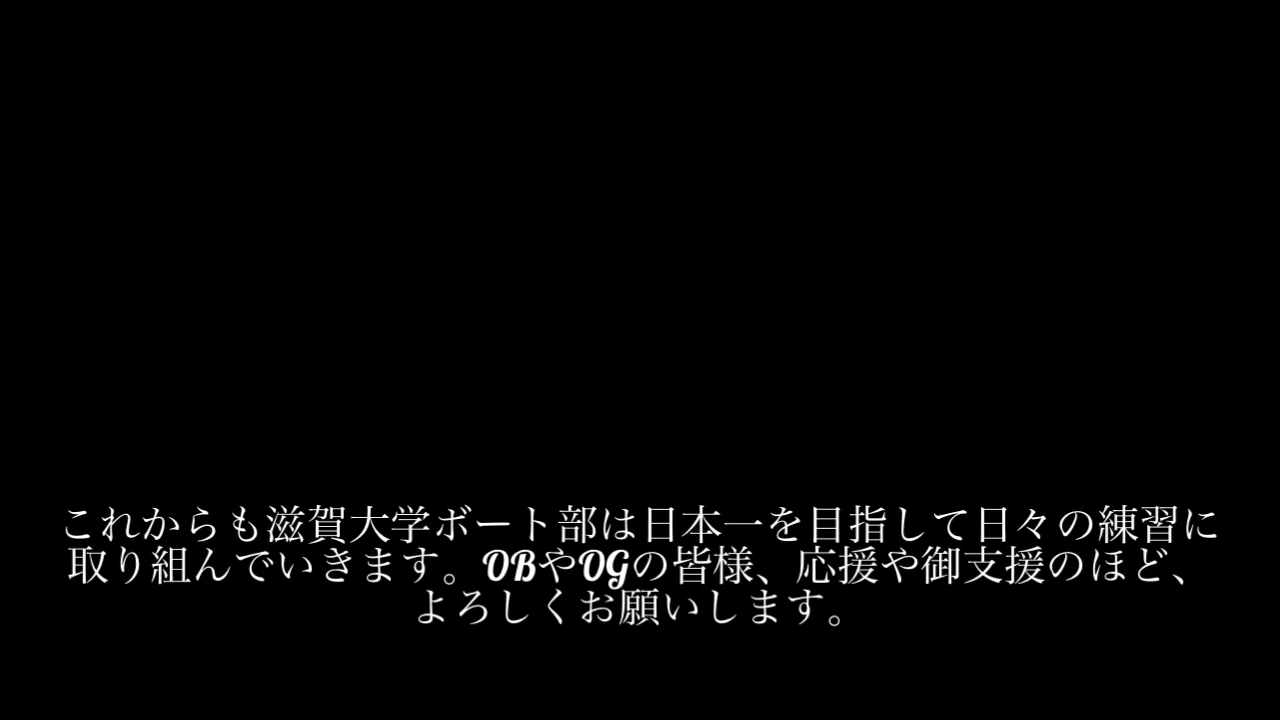 これからも滋賀大学ボート部は日本一を目指して日々の練習に
取り組んでいきます。OBやOGの皆様、応援や御支援のほど、
よろしくお願いします。